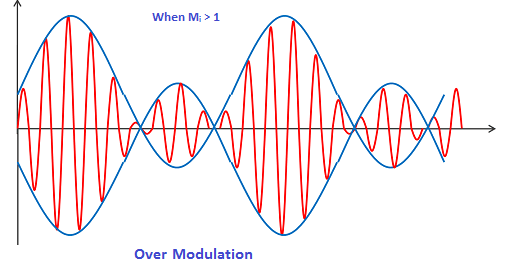 When Mi > 1
Over Modulation